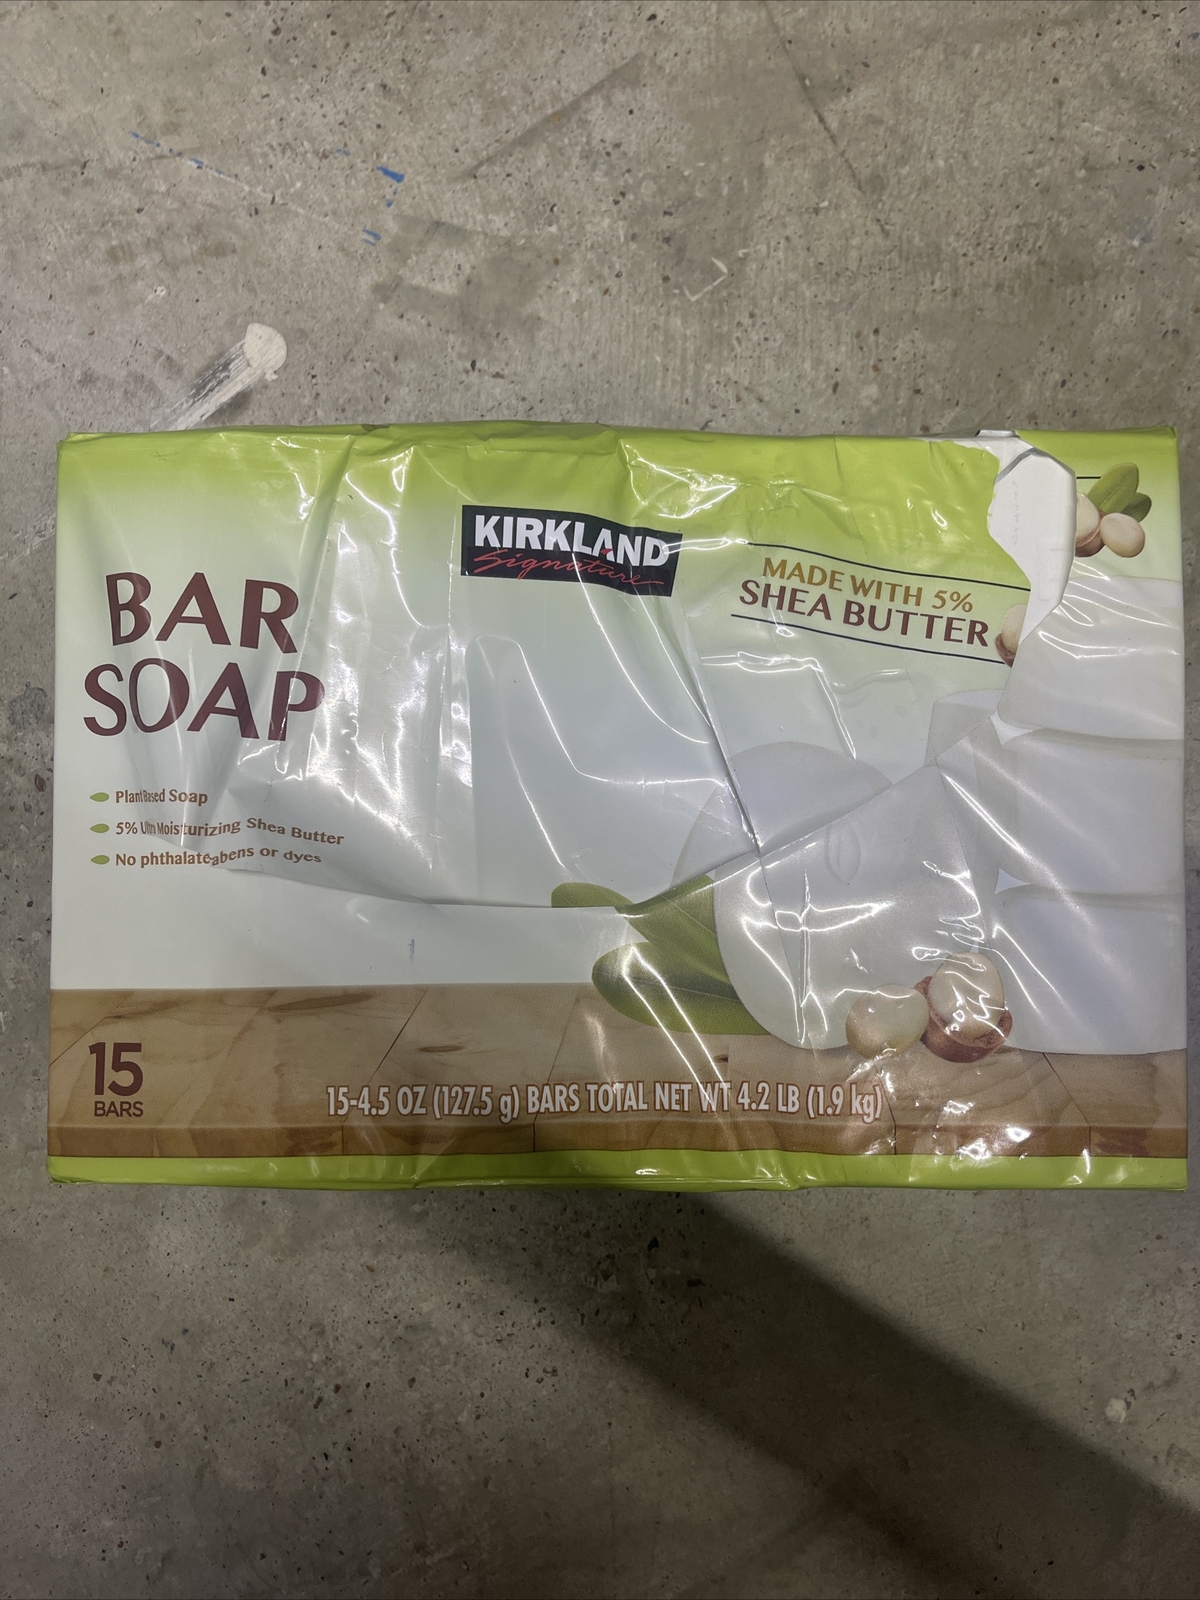 KIRKLAND
Signature
BAR
SOAP
MADE WITH 5%
SHEA BUTTER
Plant Based Soap
5% Ultra Moisturizing Shea Butter
No phthalate abens or dyes
15
BARS
15-4.5 OZ (127.5 g) BARS TOTAL NET WT 4.2 LB (1.9 kg)